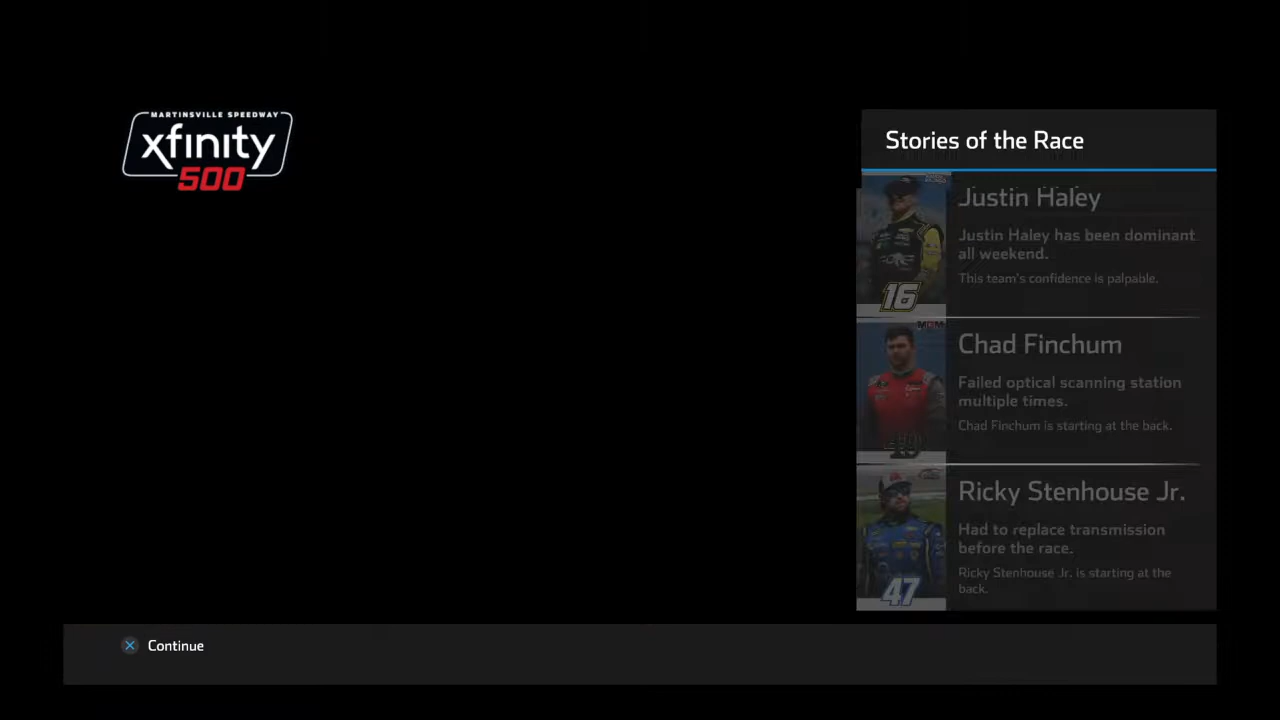 MARTINSVILLE SPEEDWAY
xfinity
500
Stories of the Race
Justin Haley
Justin Haley has been dominant
all weekend.
This team's confidence is palpable.
16
Chad Finchum
Failed optical scanning station
multiple times.
Chad Finchum is starting at the back.
49
Ricky Stenhouse Jr.
Had to replace transmission
before the race.
Ricky Stenhouse Jr. is starting at the
back.
47
Continue